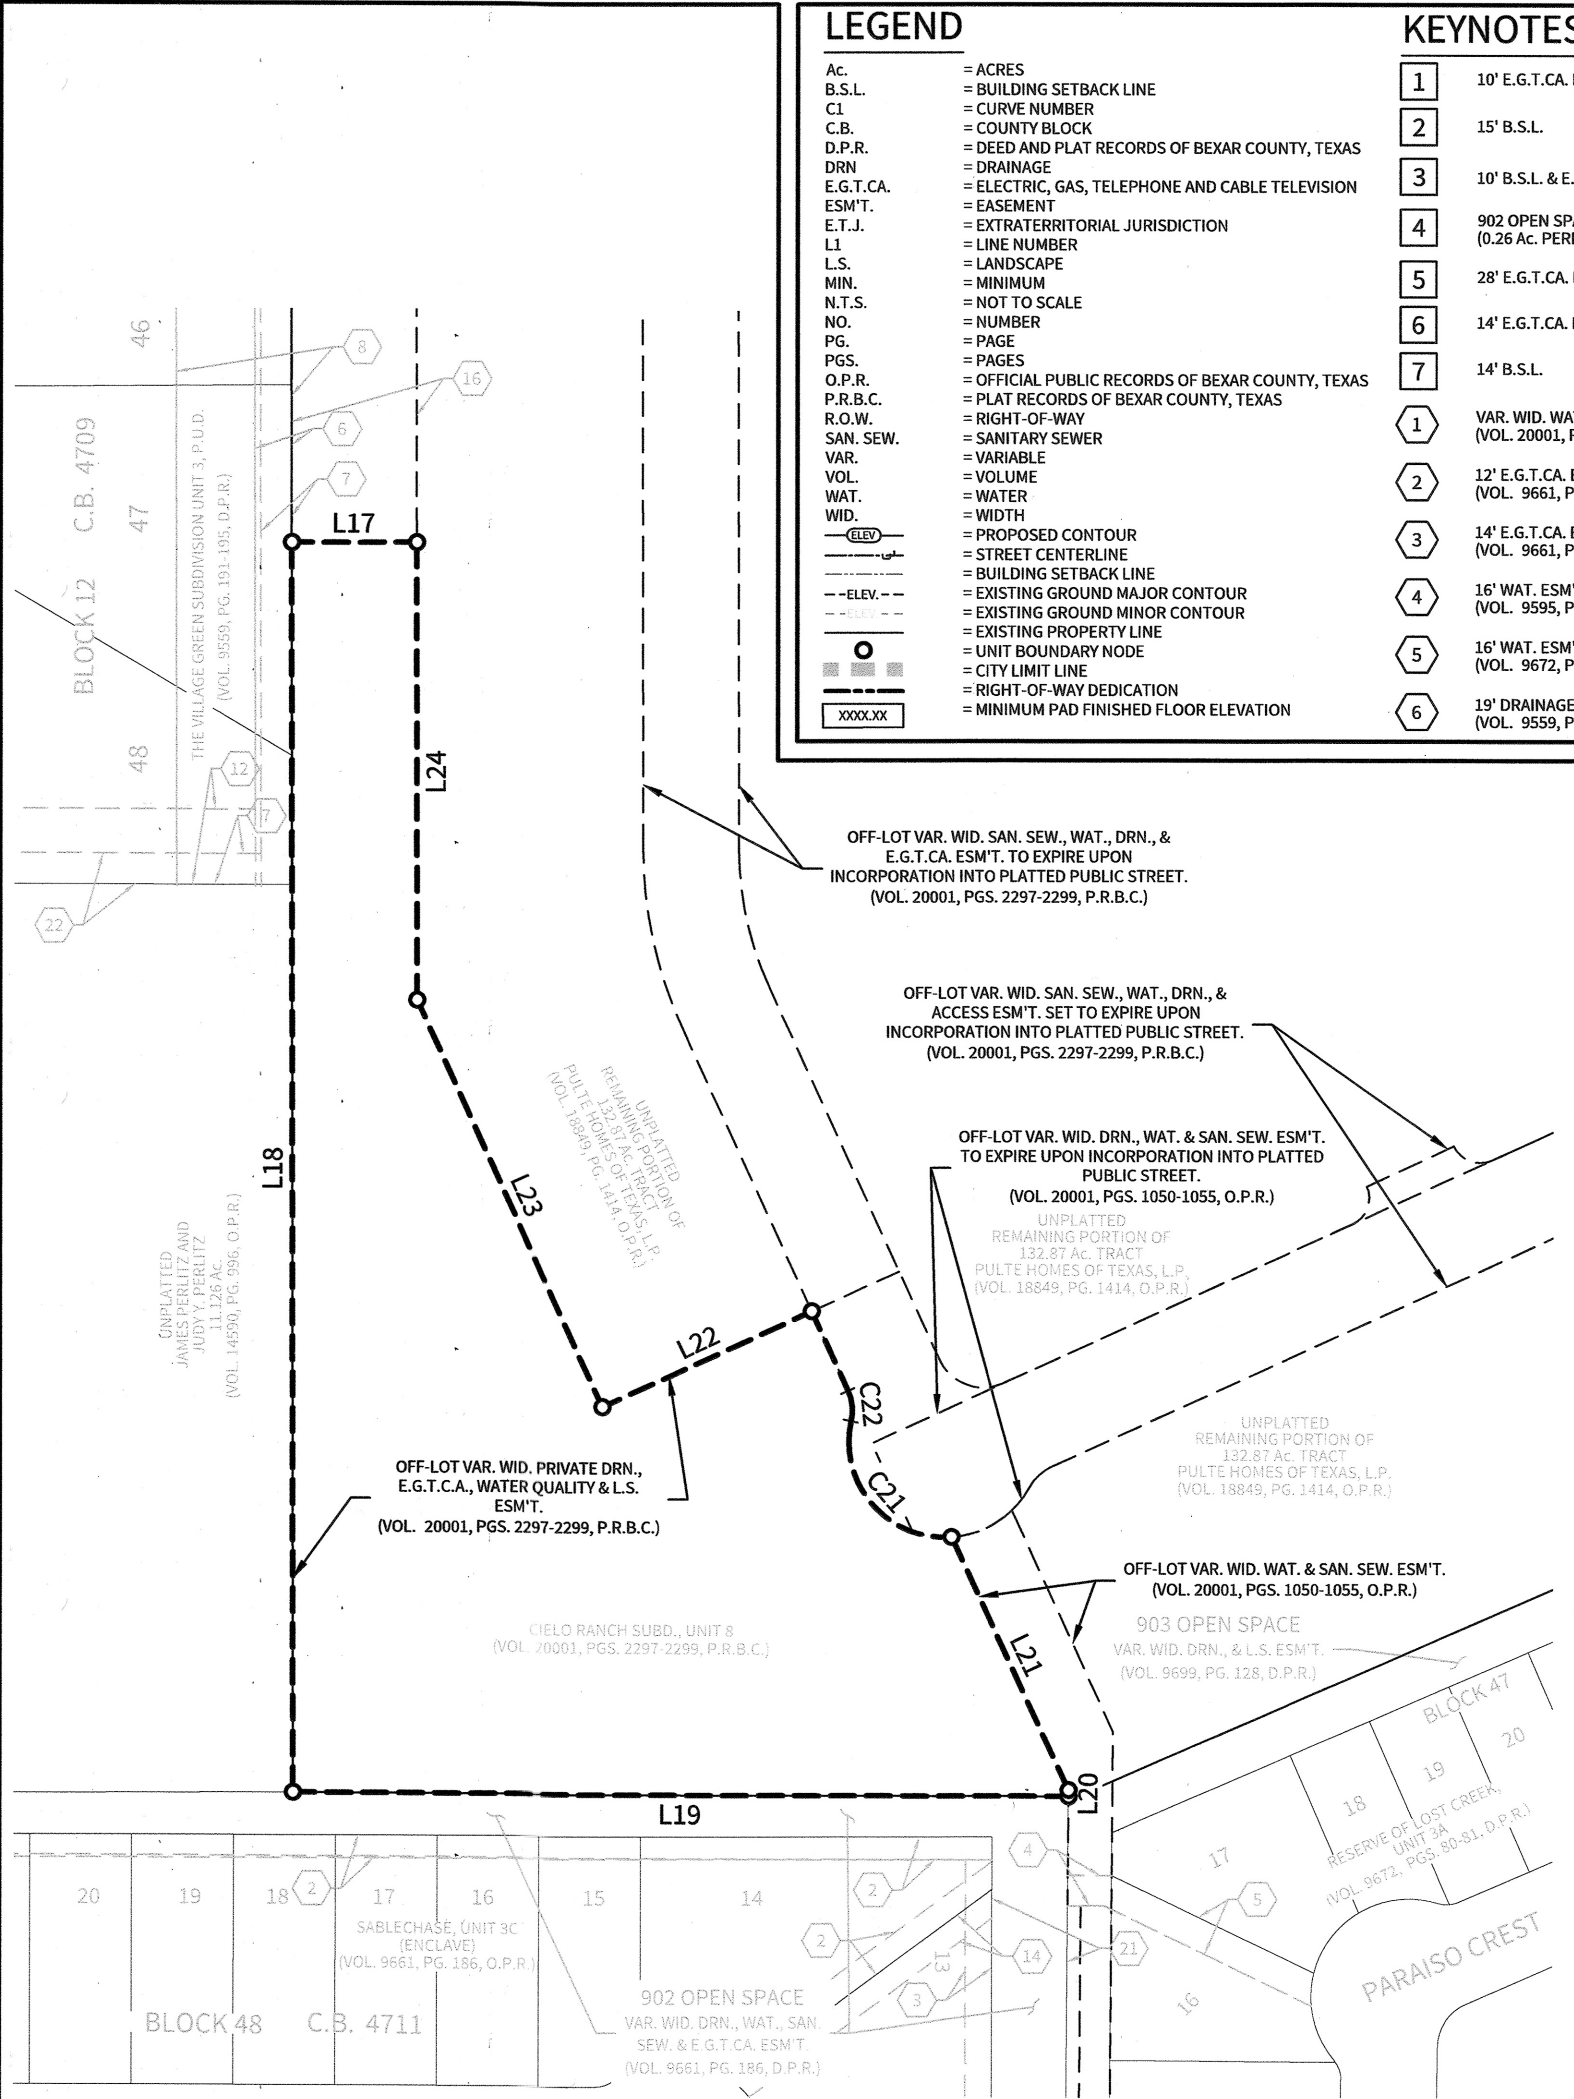 LEGEND
Ac. = ACRES
B.S.L. = BUILDING SETBACK LINE
C1 = CURVE NUMBER
C.B. = COUNTY BLOCK
D.P.R. = DEED AND PLAT RECORDS OF BEXAR COUNTY, TEXAS
DRN = DRAINAGE
E.G.T.CA. = ELECTRIC, GAS, TELEPHONE AND CABLE TELEVISION
ESM'T. = EASEMENT
E.T.J. = EXTRATERRITORIAL JURISDICTION
L1 = LINE NUMBER
L.S. = LANDSCAPE
MIN. = MINIMUM
N.T.S. = NOT TO SCALE
NO. = NUMBER
PG. = PAGE
PGS. = PAGES
O.P.R. = OFFICIAL PUBLIC RECORDS OF BEXAR COUNTY, TEXAS
P.R.B.C. = PLAT RECORDS OF BEXAR COUNTY, TEXAS
R.O.W. = RIGHT-OF-WAY
SAN. SEW. = SANITARY SEWER
VAR. = VARIABLE
VOL. = VOLUME
WAT. = WATER
WID. = WIDTH
ELEV = PROPOSED CONTOUR
= STREET CENTERLINE
= BUILDING SETBACK LINE
ELEV. = EXISTING GROUND MAJOR CONTOUR
ELEV = EXISTING GROUND MINOR CONTOUR
= EXISTING PROPERTY LINE
= UNIT BOUNDARY NODE
= CITY LIMIT LINE
= RIGHT-OF-WAY DEDICATION
XXXX.XX = MINIMUM PAD FINISHED FLOOR ELEVATION
KEYNOTES
1 10' E.G.T.CA.
2 15' B.S.L.
3 10' B.S.L. & E.
4 902 OPEN SPA
(0.26 Ac. PER
5 28' E.G.T.CA.
6 14' E.G.T.CA.
7 14' B.S.L.
1 VAR. WID. WA
(VOL. 20001, P
2 12' E.G.T.CA. E
(VOL. 9661, P
3 14' E.G.T.CA. E
(VOL. 9661, P
4 16' WAT. ESM'
(VOL. 9595, P
5 16' WAT. ESM'
(VOL. 9672, P
6 19' DRAINAGE
(VOL. 9559, P
46
8
16
6
7
C.B. 4709
47
BLOCK 12
48
THE VILLAGE GREEN SUBDIVISION UNIT 3, P.U.D.
(VOL. 9559, PG. 191-195, D.P.R.)
12
7
22
L17
L24
L18
L23
L22
C22
C21
L21
L20
L19
OFF-LOT VAR. WID. SAN. SEW., WAT., DRN., &
E.G.T.CA. ESM'T. TO EXPIRE UPON
INCORPORATION INTO PLATTED PUBLIC STREET.
(VOL. 20001, PGS. 2297-2299, P.R.B.C.)
OFF-LOT VAR. WID. SAN. SEW., WAT., DRN., &
ACCESS ESM'T. SET TO EXPIRE UPON
INCORPORATION INTO PLATTED PUBLIC STREET.
(VOL. 20001, PGS. 2297-2299, P.R.B.C.)
UNPLATTED
REMAINING PORTION OF
132.87 Ac. TRACT
PULTE HOMES OF TEXAS, L.P.
(VOL. 18849, PG. 1414, O.P.R.)
OFF-LOT VAR. WID. DRN., WAT. & SAN. SEW. ESM'T.
TO EXPIRE UPON INCORPORATION INTO PLATTED
PUBLIC STREET.
(VOL. 20001, PGS. 1050-1055, O.P.R.)
UNPLATTED
REMAINING PORTION OF
132.87 Ac. TRACT
PULTE HOMES OF TEXAS, L.P.
(VOL. 18849, PG. 1414, O.P.R.)
UNPLATTED
JAMES PERLITZ AND
JUDY Y. PERLITZ
11.126 Ac.
(VOL. 14590, PG. 996, O.P.R.)
UNPLATTED
REMAINING PORTION OF
132.87 Ac. TRACT
PULTE HOMES OF TEXAS, L.P.
(VOL. 18849, PG. 1414, O.P.R.)
OFF-LOT VAR. WID. PRIVATE DRN.,
E.G.T.C.A., WATER QUALITY & L.S.
ESM'T.
(VOL. 20001, PGS. 2297-2299, P.R.B.C.)
OFF-LOT VAR. WID. WAT. & SAN. SEW. ESM'T.
(VOL. 20001, PGS. 1050-1055, O.P.R.)
903 OPEN SPACE
VAR. WID. DRN., & L.S. ESM'T.
(VOL. 9699, PG. 128, D.P.R.)
CIELO RANCH SUBD., UNIT 8
(VOL. 20001, PGS. 2297-2299, P.R.B.C.)
BLOCK 47
20
19
18
17
16
RESERVE OF LOST CREEK,
UNIT 3A
(VOL. 9672, PGS. 80-81, D.P.R.)
PARAISO CREST
4
5
20
19
18
2
17
16
15
14
2
2
13
14
21
3
SABLECHASE, UNIT 3C
(ENCLAVE)
(VOL. 9661, PG. 186, O.P.R.)
902 OPEN SPACE
VAR. WID. DRN., WAT., SAN.
SEW. & E.G.T.CA. ESM'T.
(VOL. 9661, PG. 186, D.P.R.)
BLOCK 48 C.B. 4711